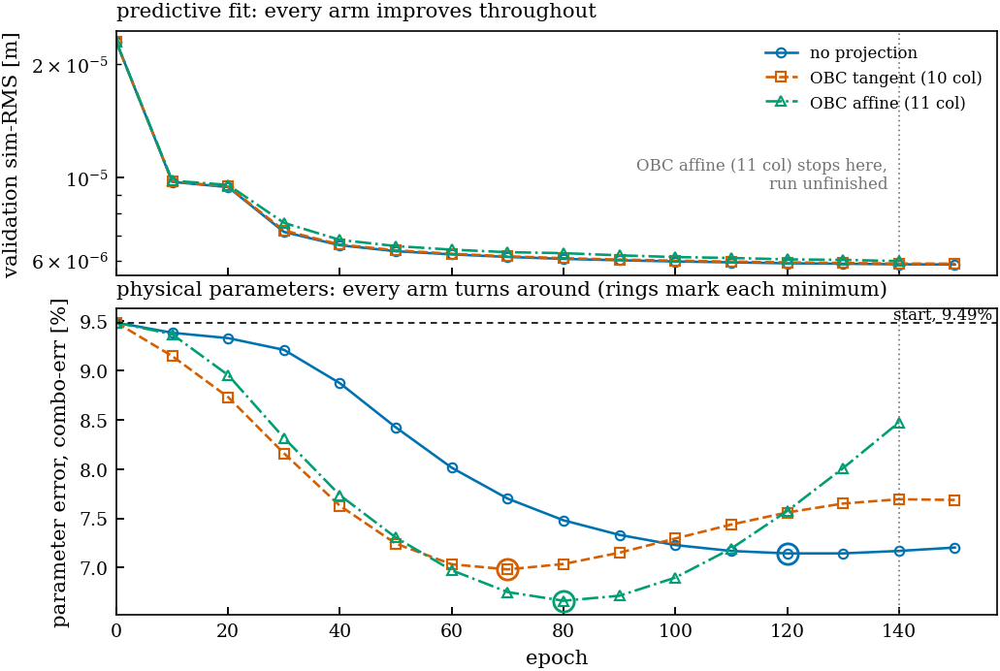 predictive fit: every arm improves throughout
validation sim-RMS [m]
2 × 10⁻⁵
10⁻⁵
6 × 10⁻⁶
no projection
OBC tangent (10 col)
OBC affine (11 col)
OBC affine (11 col) stops here,
run unfinished
physical parameters: every arm turns around (rings mark each minimum)
parameter error, combo-err [%]
9.5
9.0
8.5
8.0
7.5
7.0
start, 9.49%
0 20 40 60 80 100 120 140
epoch